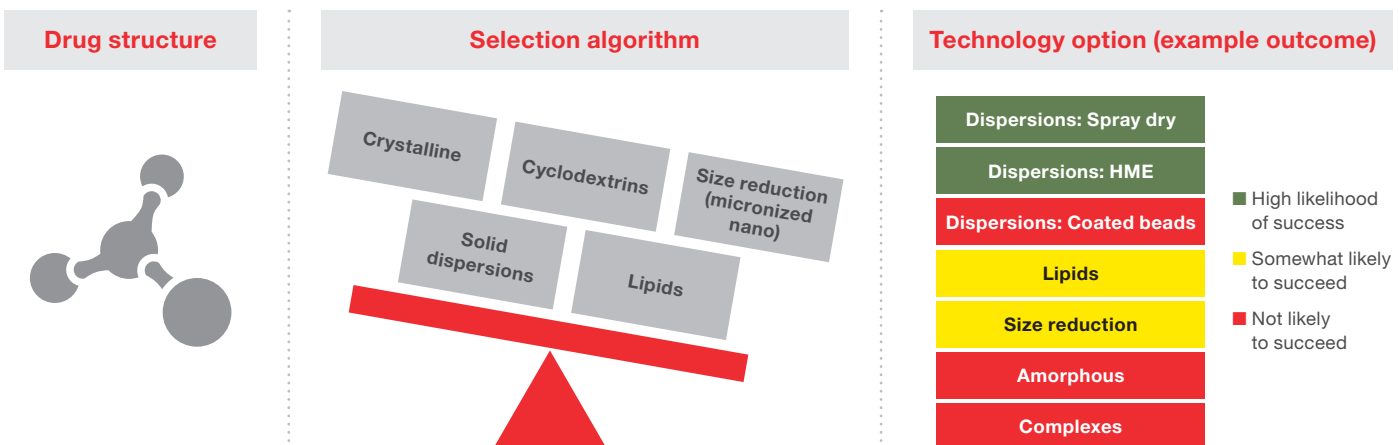 Drug structure
Selection algorithm
Technology option (example outcome)
Crystalline
Cyclodextrins
Size reduction
(micronized
nano)
Solid
dispersions
Lipids
Dispersions: Spray dry
Dispersions: HME
Dispersions: Coated beads
Lipids
Size reduction
Amorphous
Complexes
High likelihood
of success
Somewhat likely
to succeed
Not likely
to succeed